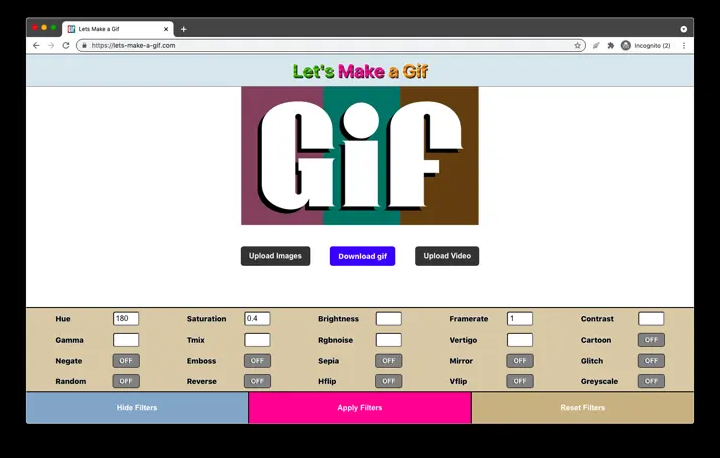 Lets Make a Gif
https://lets-make-a-gif.com
Incognito (2)
Let's Make a Gif
Gif
Upload Images Download gif Upload Video
Hue 180 Saturation 0.4 Brightness Framerate 1 Contrast
Gamma Tmix Rgbnoise Vertigo Cartoon OFF
Negate OFF Emboss OFF Sepia OFF Mirror OFF Glitch OFF
Random OFF Reverse OFF Hflip OFF Vflip OFF Greyscale OFF
Hide Filters Apply Filters Reset Filters